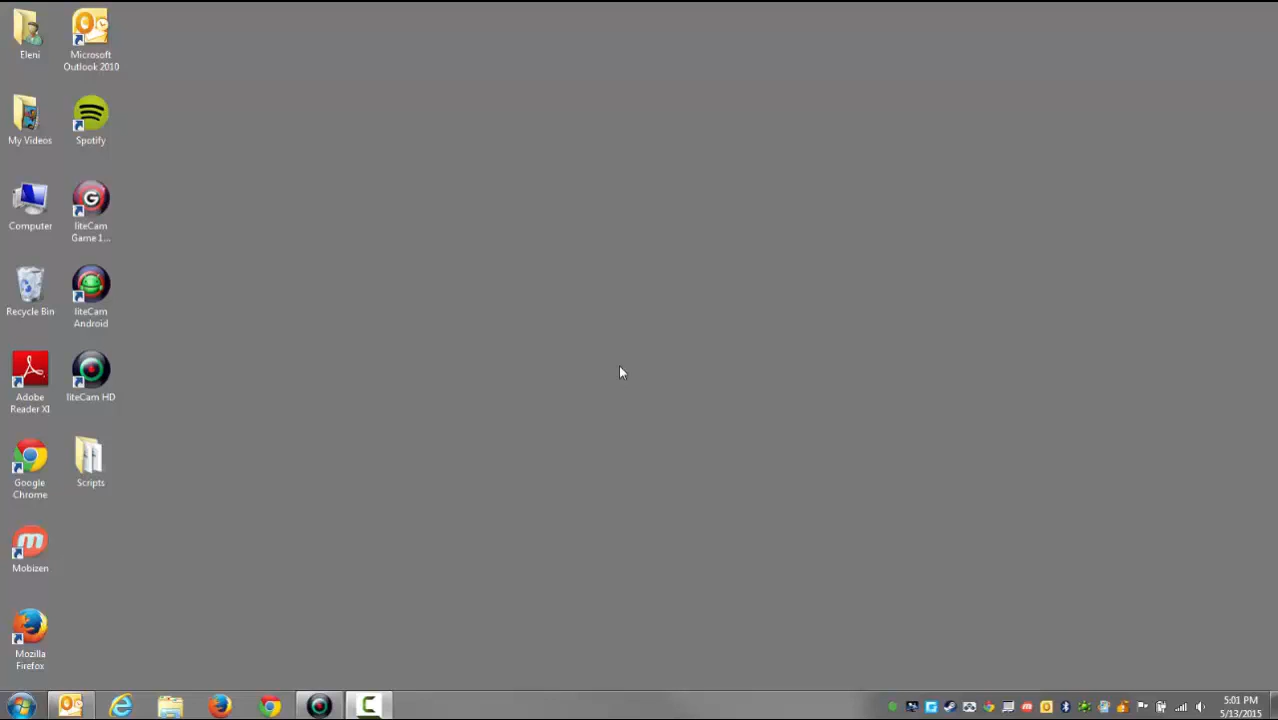 Eleni
Microsoft
Outlook 2010
My Videos
Spotify
Computer
liteCam
Game 1...
Recycle Bin
liteCam
Android
Adobe
Reader XI
liteCam HD
Google
Chrome
Scripts
Mobizen
Mozilla
Firefox
5:01 PM
5/13/2015